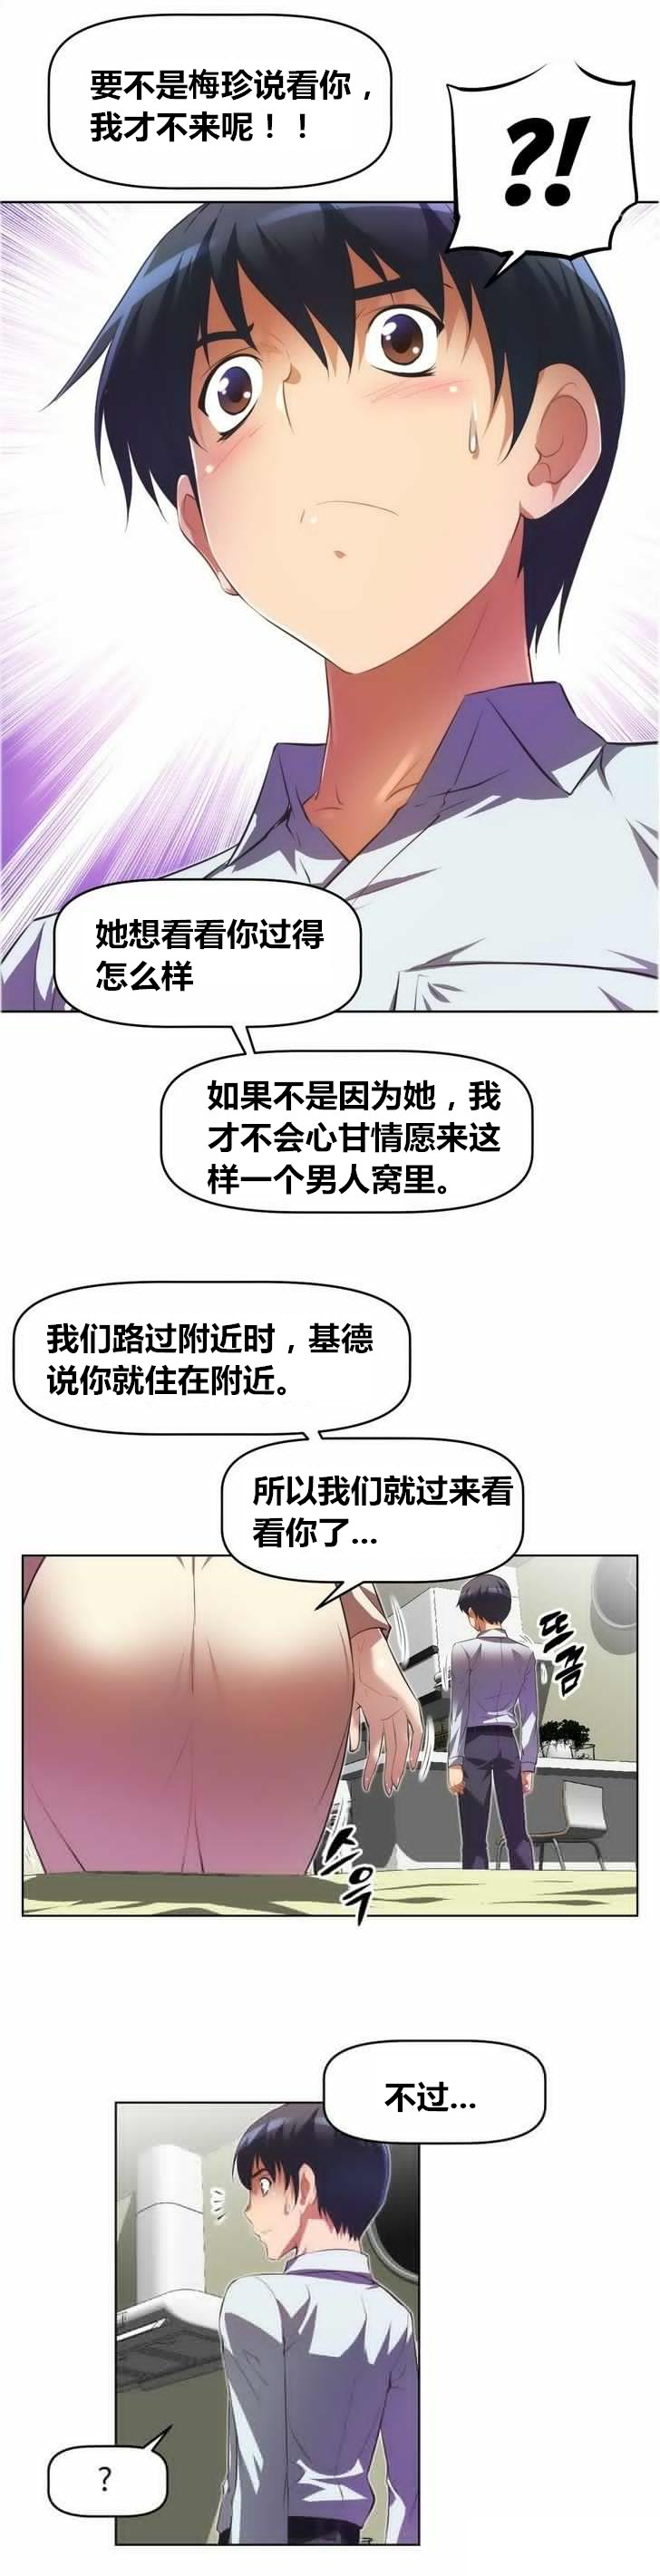 要不是梅珍说看你，
我才不来呢！！
?!
她想看看你过得
怎么样
如果不是因为她，我
才不会心甘情愿来这
样一个男人窝里。
我们路过附近时，基德
说你就住在附近。
所以我们就过来看
看你了...
뜨끔
스윽
不过...
?